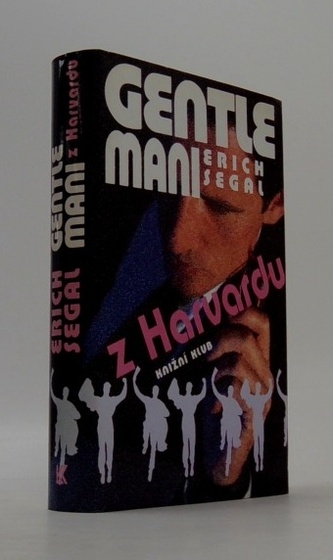 GENTLE
MANI
ERICH
SEGAL
z Harvardu
KNIŽNÍ KLUB
ERICH GENTLE
SEGAL MANI z Harvardu